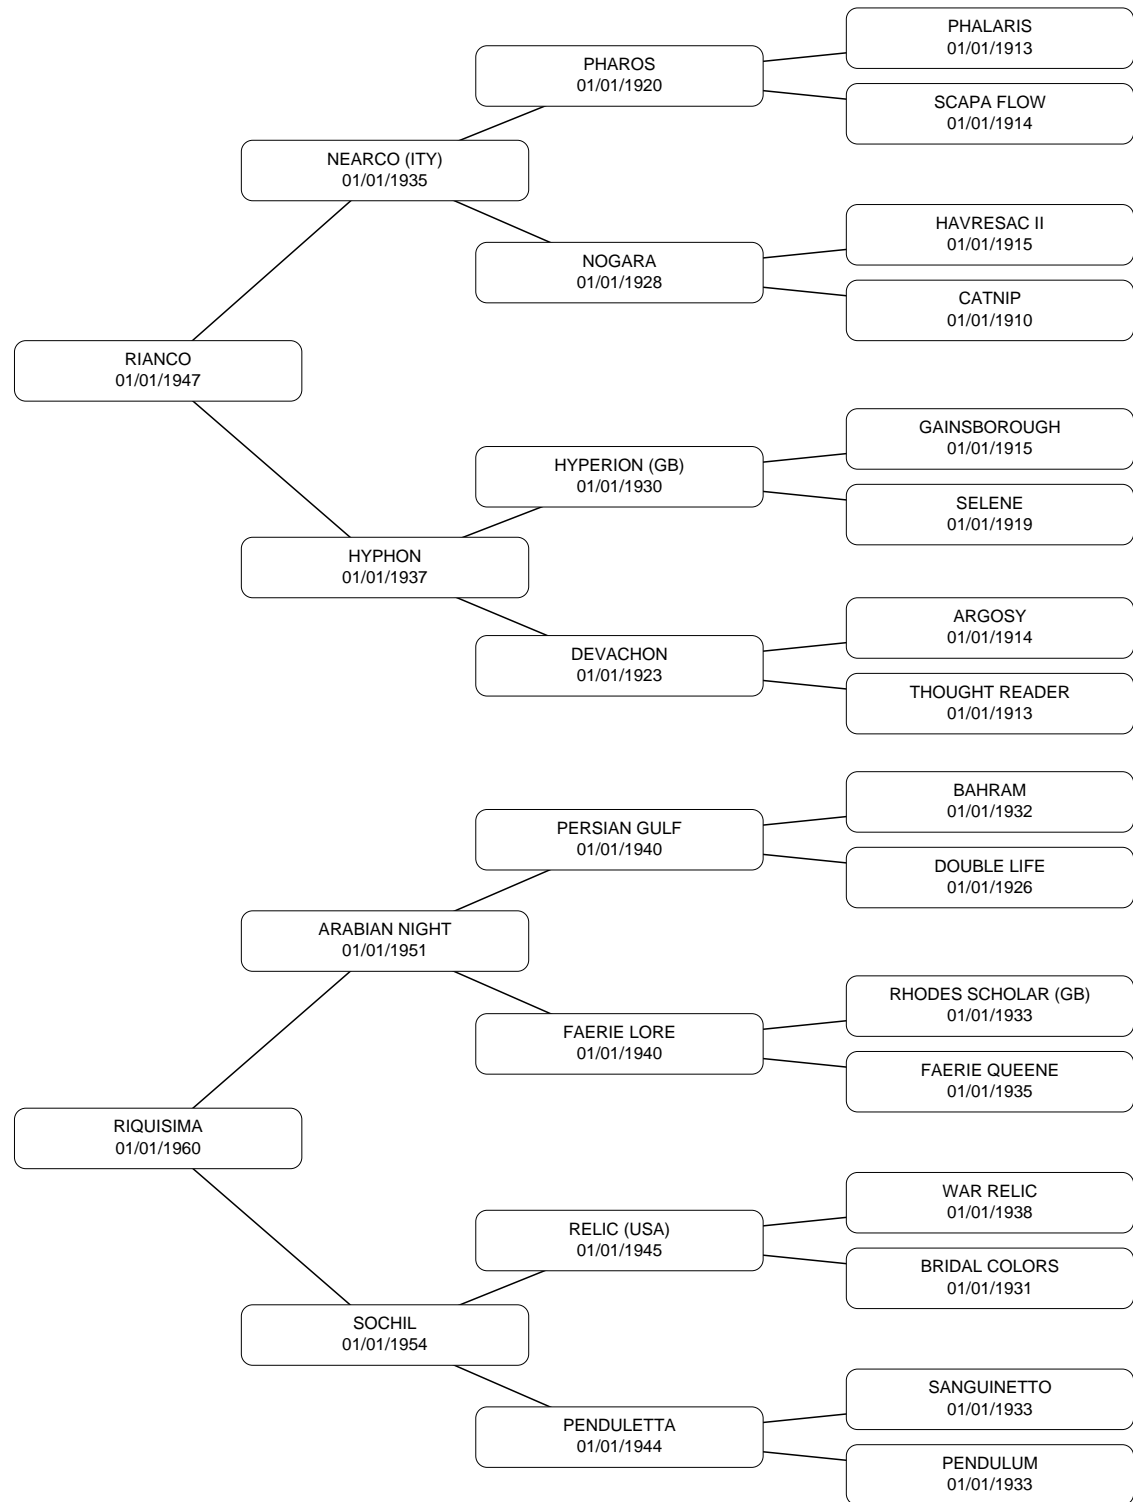 PHALARIS
01/01/1913
PHAROS
01/01/1920
SCAPA FLOW
01/01/1914
NEARCO (ITY)
01/01/1935
HAVRESAC II
01/01/1915
NOGARA
01/01/1928
CATNIP
01/01/1910
RIANCO
01/01/1947
GAINSBOROUGH
01/01/1915
HYPERION (GB)
01/01/1930
SELENE
01/01/1919
HYPHON
01/01/1937
ARGOSY
01/01/1914
DEVACHON
01/01/1923
THOUGHT READER
01/01/1913
BAHRAM
01/01/1932
PERSIAN GULF
01/01/1940
DOUBLE LIFE
01/01/1926
ARABIAN NIGHT
01/01/1951
RHODES SCHOLAR (GB)
01/01/1933
FAERIE LORE
01/01/1940
FAERIE QUEENE
01/01/1935
RIQUISIMA
01/01/1960
WAR RELIC
01/01/1938
RELIC (USA)
01/01/1945
BRIDAL COLORS
01/01/1931
SOCHIL
01/01/1954
SANGUINETTO
01/01/1933
PENDULETTA
01/01/1944
PENDULUM
01/01/1933